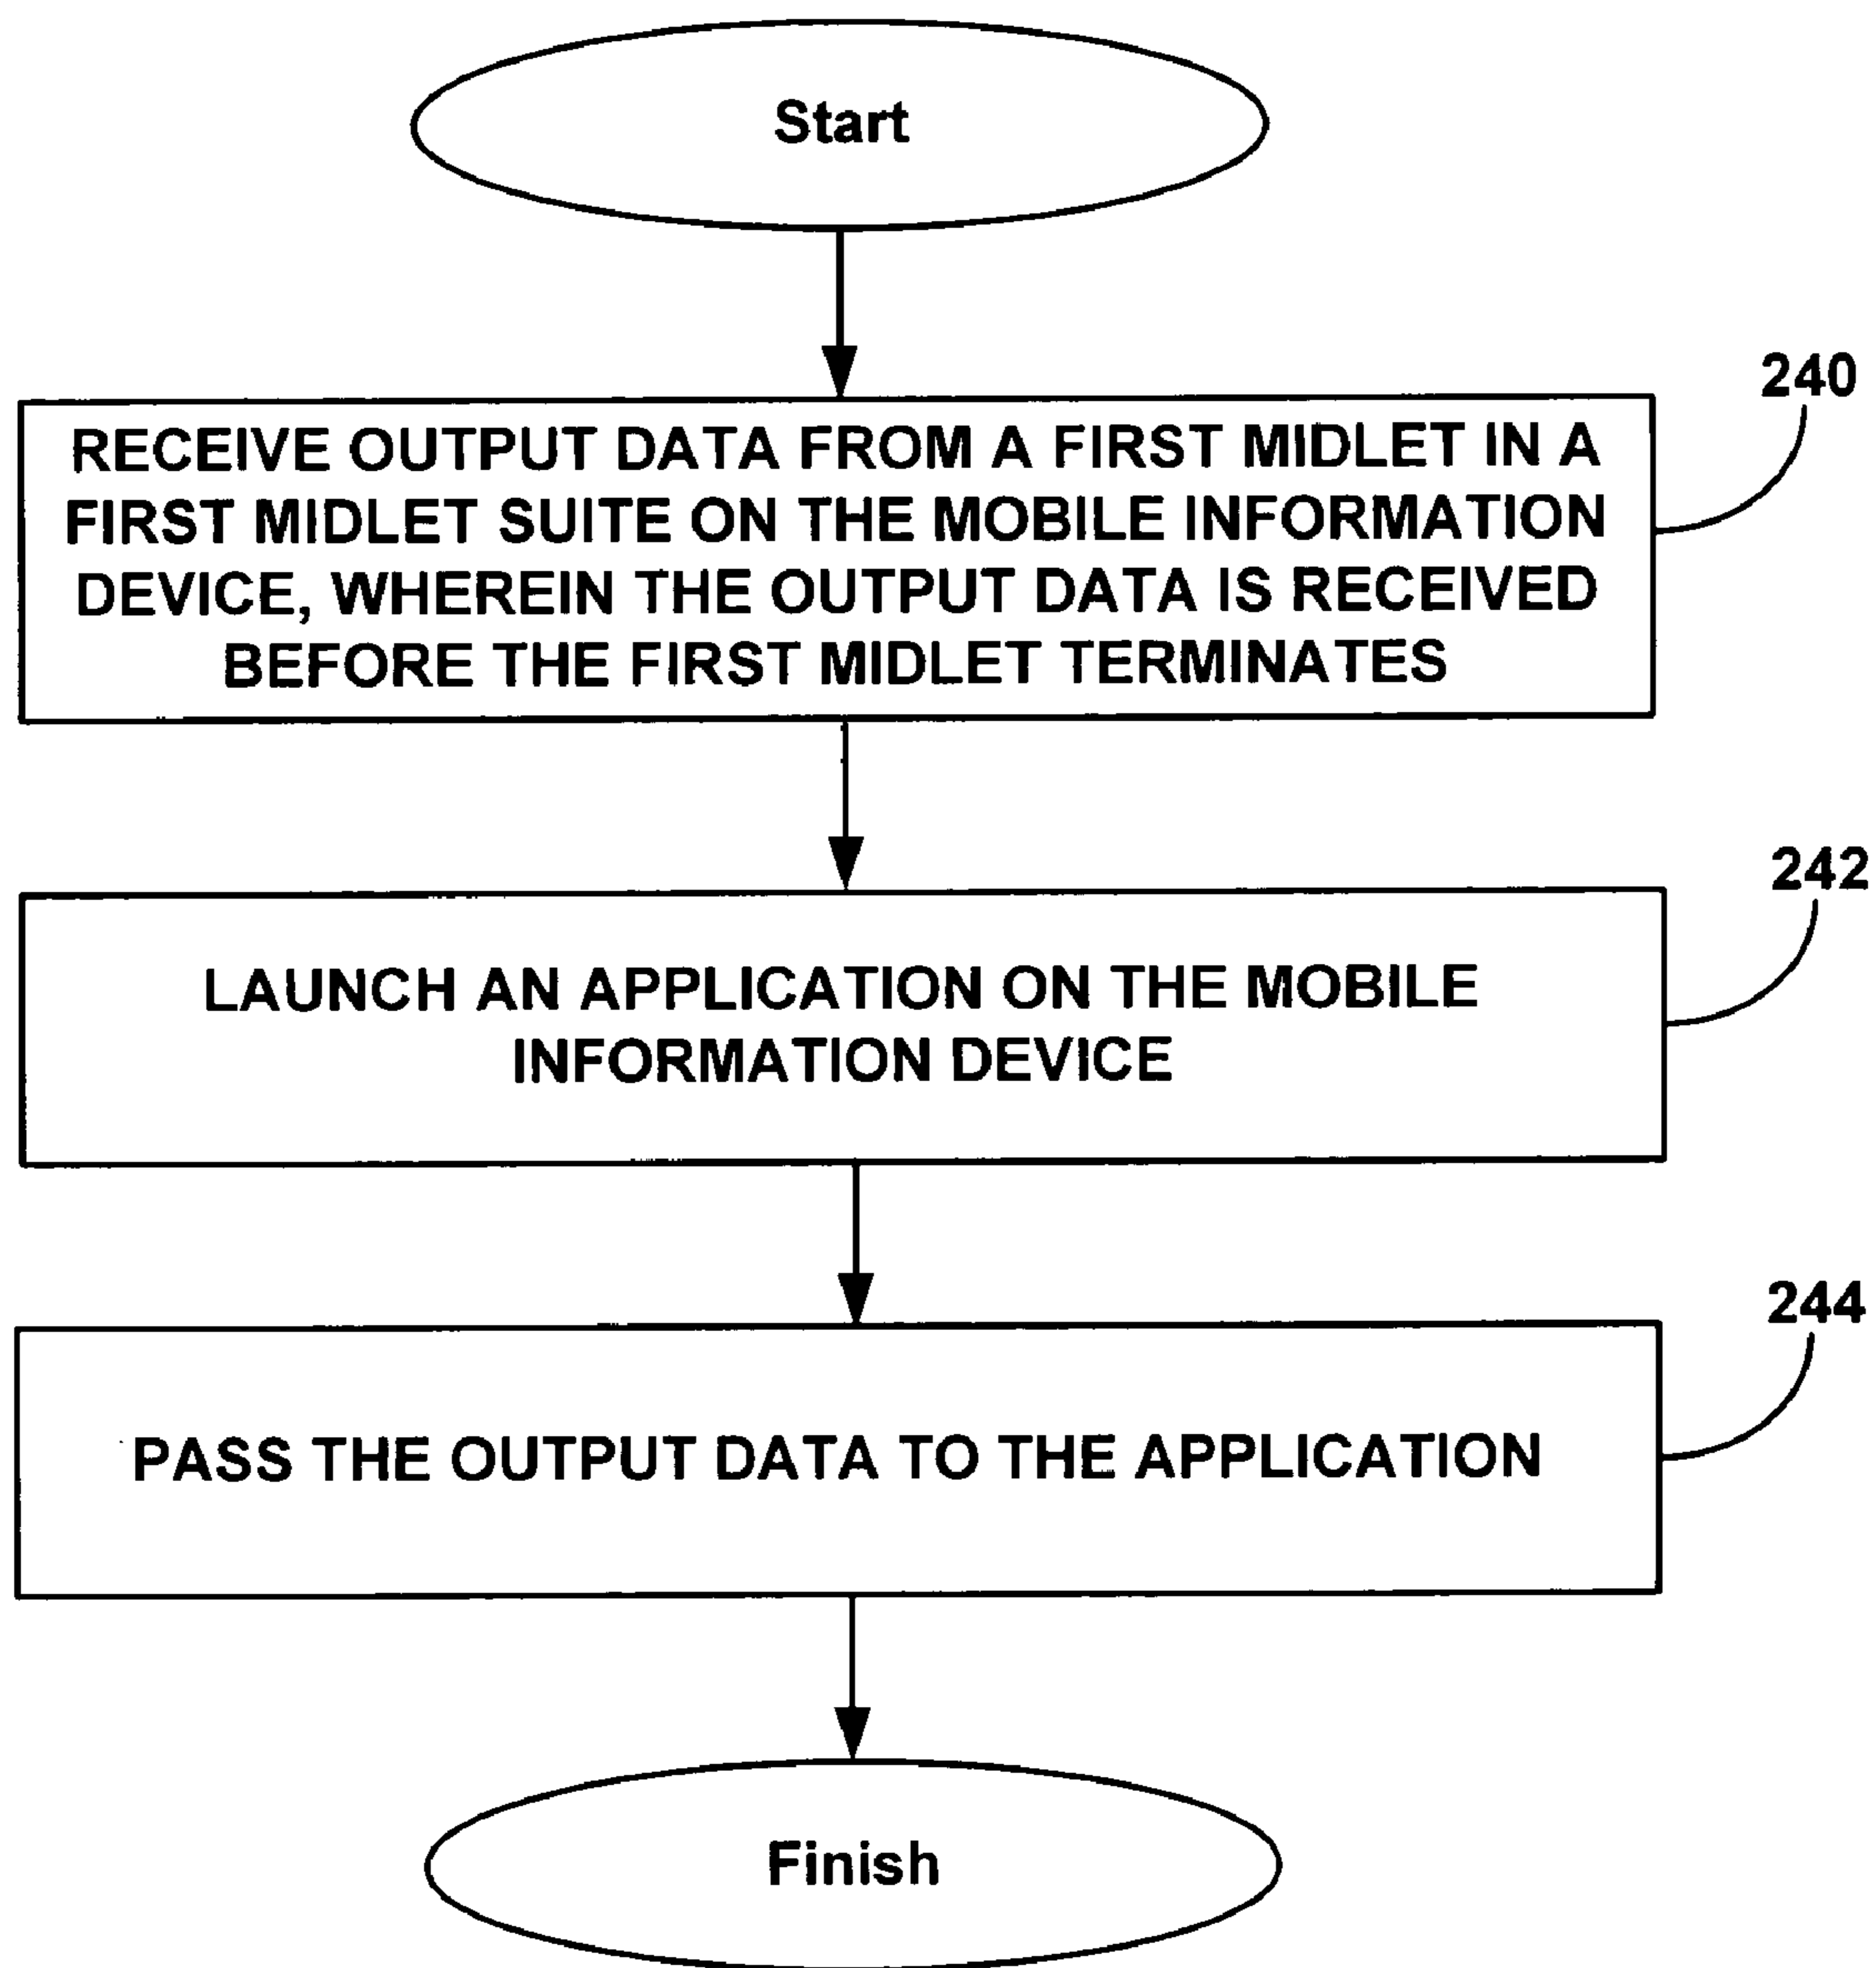 Start
240
RECEIVE OUTPUT DATA FROM A FIRST MIDLET IN A
FIRST MIDLET SUITE ON THE MOBILE INFORMATION
DEVICE, WHEREIN THE OUTPUT DATA IS RECEIVED
BEFORE THE FIRST MIDLET TERMINATES
242
LAUNCH AN APPLICATION ON THE MOBILE
INFORMATION DEVICE
244
PASS THE OUTPUT DATA TO THE APPLICATION
Finish